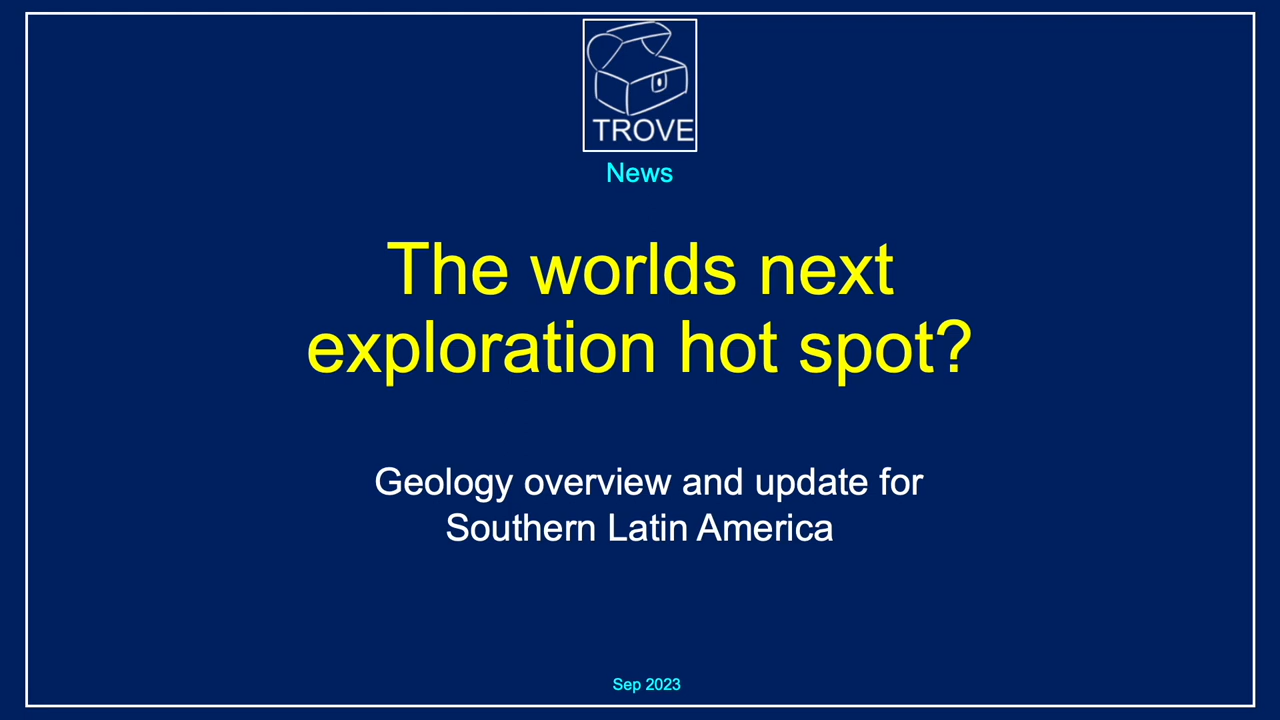 TROVE
News
The worlds next
exploration hot spot?
Geology overview and update for
Southern Latin America
Sep 2023